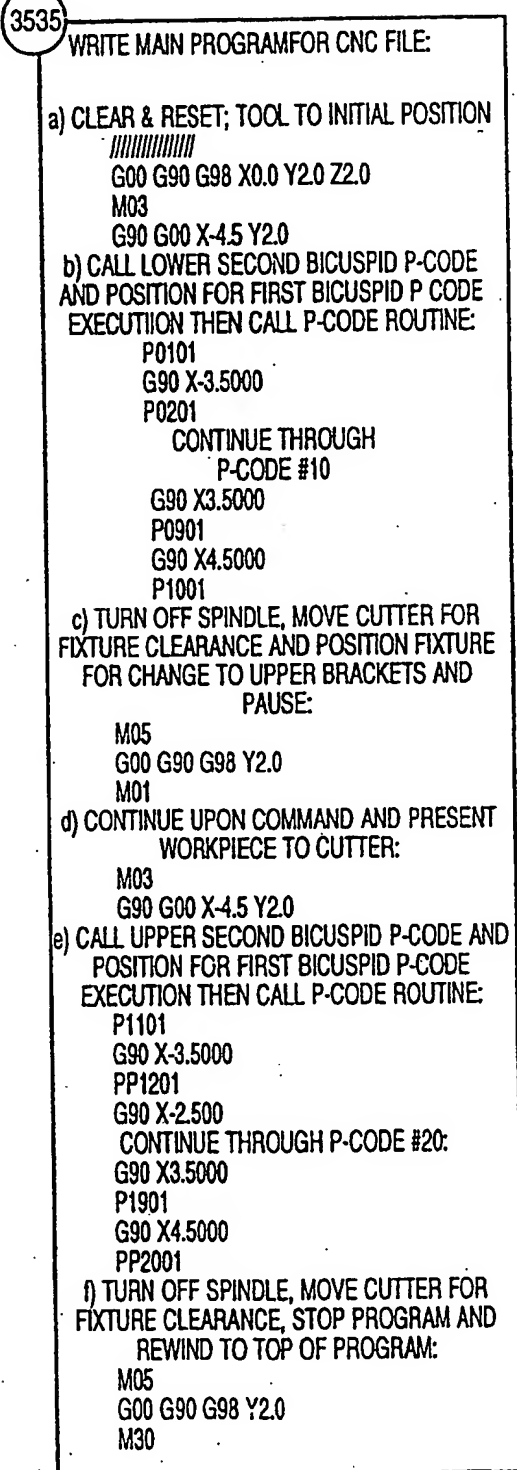 3535
WRITE MAIN PROGRAMFOR CNC FILE:
a) CLEAR & RESET; TOOL TO INITIAL POSITION
///////////////
G00 G90 G98 X0.0 Y2.0 Z2.0
M03
G90 G00 X-4.5 Y2.0
b) CALL LOWER SECOND BICUSPID P-CODE
AND POSITION FOR FIRST BICUSPID P CODE
EXECUTIION THEN CALL P-CODE ROUTINE:
P0101
G90 X-3.5000
P0201
CONTINUE THROUGH
P-CODE #10
G90 X3.5000
P0901
G90 X4.5000
P1001
c) TURN OFF SPINDLE, MOVE CUTTER FOR
FIXTURE CLEARANCE AND POSITION FIXTURE
FOR CHANGE TO UPPER BRACKETS AND
PAUSE:
M05
G00 G90 G98 Y2.0
M01
d) CONTINUE UPON COMMAND AND PRESENT
WORKPIECE TO CUTTER:
M03
G90 G00 X-4.5 Y2.0
e) CALL UPPER SECOND BICUSPID P-CODE AND
POSITION FOR FIRST BICUSPID P-CODE
EXECUTION THEN CALL P-CODE ROUTINE:
P1101
G90 X-3.5000
PP1201
G90 X-2.500
CONTINUE THROUGH P-CODE #20:
G90 X3.5000
P1901
G90 X4.5000
PP2001
f) TURN OFF SPINDLE, MOVE CUTTER FOR
FIXTURE CLEARANCE, STOP PROGRAM AND
REWIND TO TOP OF PROGRAM:
M05
G00 G90 G98 Y2.0
M30